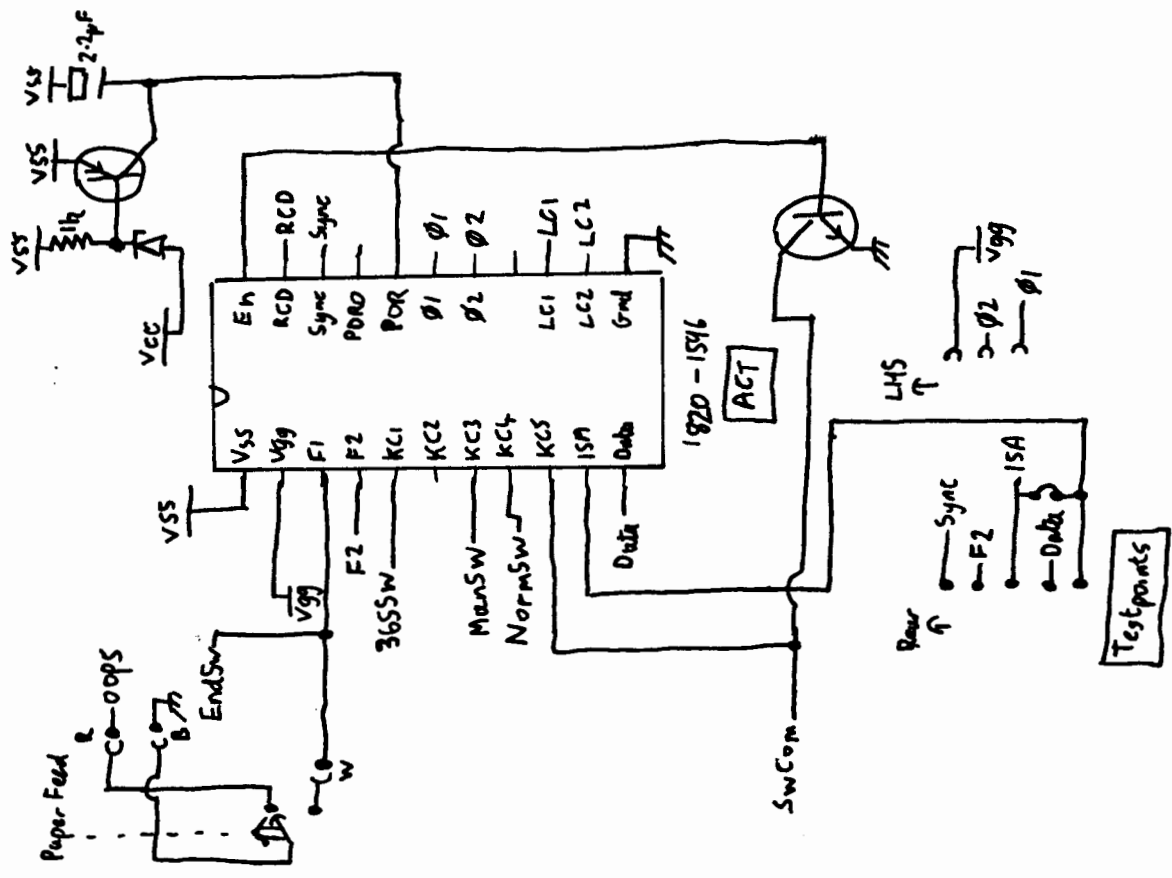 Paper Feed
R
OOPS
B
W
EndSw
Vgg
VSS
F2
365SW
ManSW
NormSW
Data
SwCom
VSS
1k
VSS
VSS
2.2µF
VCC
Vss
Vgg
F1
F2
KC1
KC2
KC3
KC4
KC5
ISA
Data
En
RCD
Sync
PORO
POR
Ø1
Ø2
LC1
LC2
Gnd
RCD
Sync
Ø1
Ø2
LC1
LC2
1820-1596
ACT
LHS
↑
Vgg
Ø2
Ø1
Rear
↑
Sync
F2
ISA
Data
Testpoints